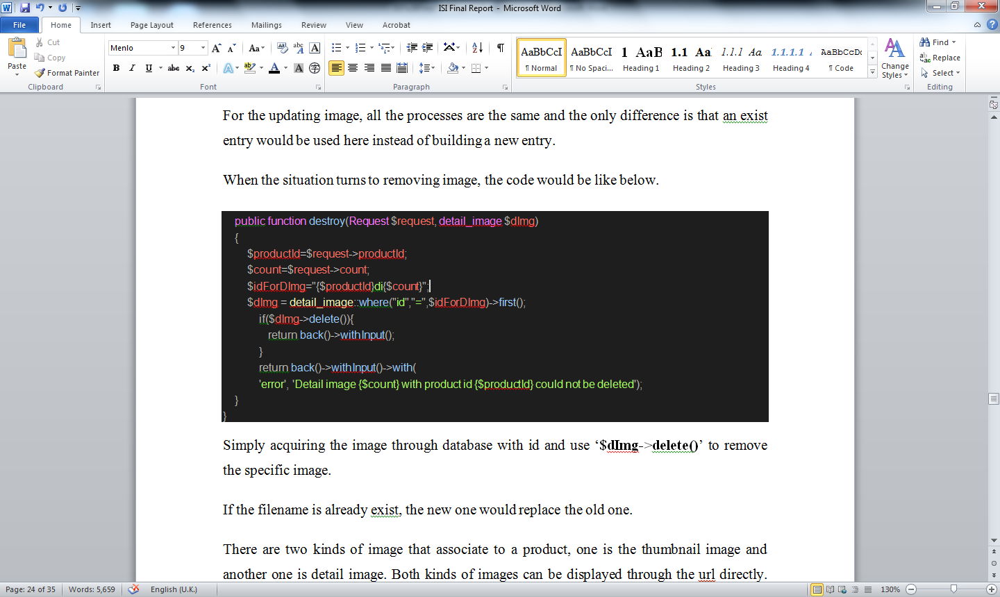 ISI Final Report - Microsoft Word
File Home Insert Page Layout References Mailings Review View Acrobat
Paste
Cut
Copy
Format Painter
Clipboard
Menlo 9
Font
Paragraph
AaBbCcI AaBbCcI 1 AaB 1.1 Aa 1.1.1 Aa 1.1.1.1 AaBbCcDc
¶ Normal ¶ No Spaci... Heading 1 Heading 2 Heading 3 Heading 4 ¶ Code
Styles
Change Styles
Find
Replace
Select
Editing
For the updating image, all the processes are the same and the only difference is that an exist
entry would be used here instead of building a new entry.
When the situation turns to removing image, the code would be like below.
public function destroy(Request $request, detail_image $dImg)
{
$productId=$request->productId;
$count=$request->count;
$idForDImg="{$productId}di{$count}";
$dImg = detail_image::where("id","=",$idForDImg)->first();
if($dImg->delete()){
return back()->withInput();
}
return back()->withInput()->with(
'error', 'Detail image {$count} with product id {$productId} could not be deleted');
}
}
Simply acquiring the image through database with id and use ‘$dImg->delete()’ to remove
the specific image.
If the filename is already exist, the new one would replace the old one.
There are two kinds of image that associate to a product, one is the thumbnail image and
another one is detail image. Both kinds of images can be displayed through the url directly.
Page: 24 of 35 Words: 5,659 English (U.K.) 130%